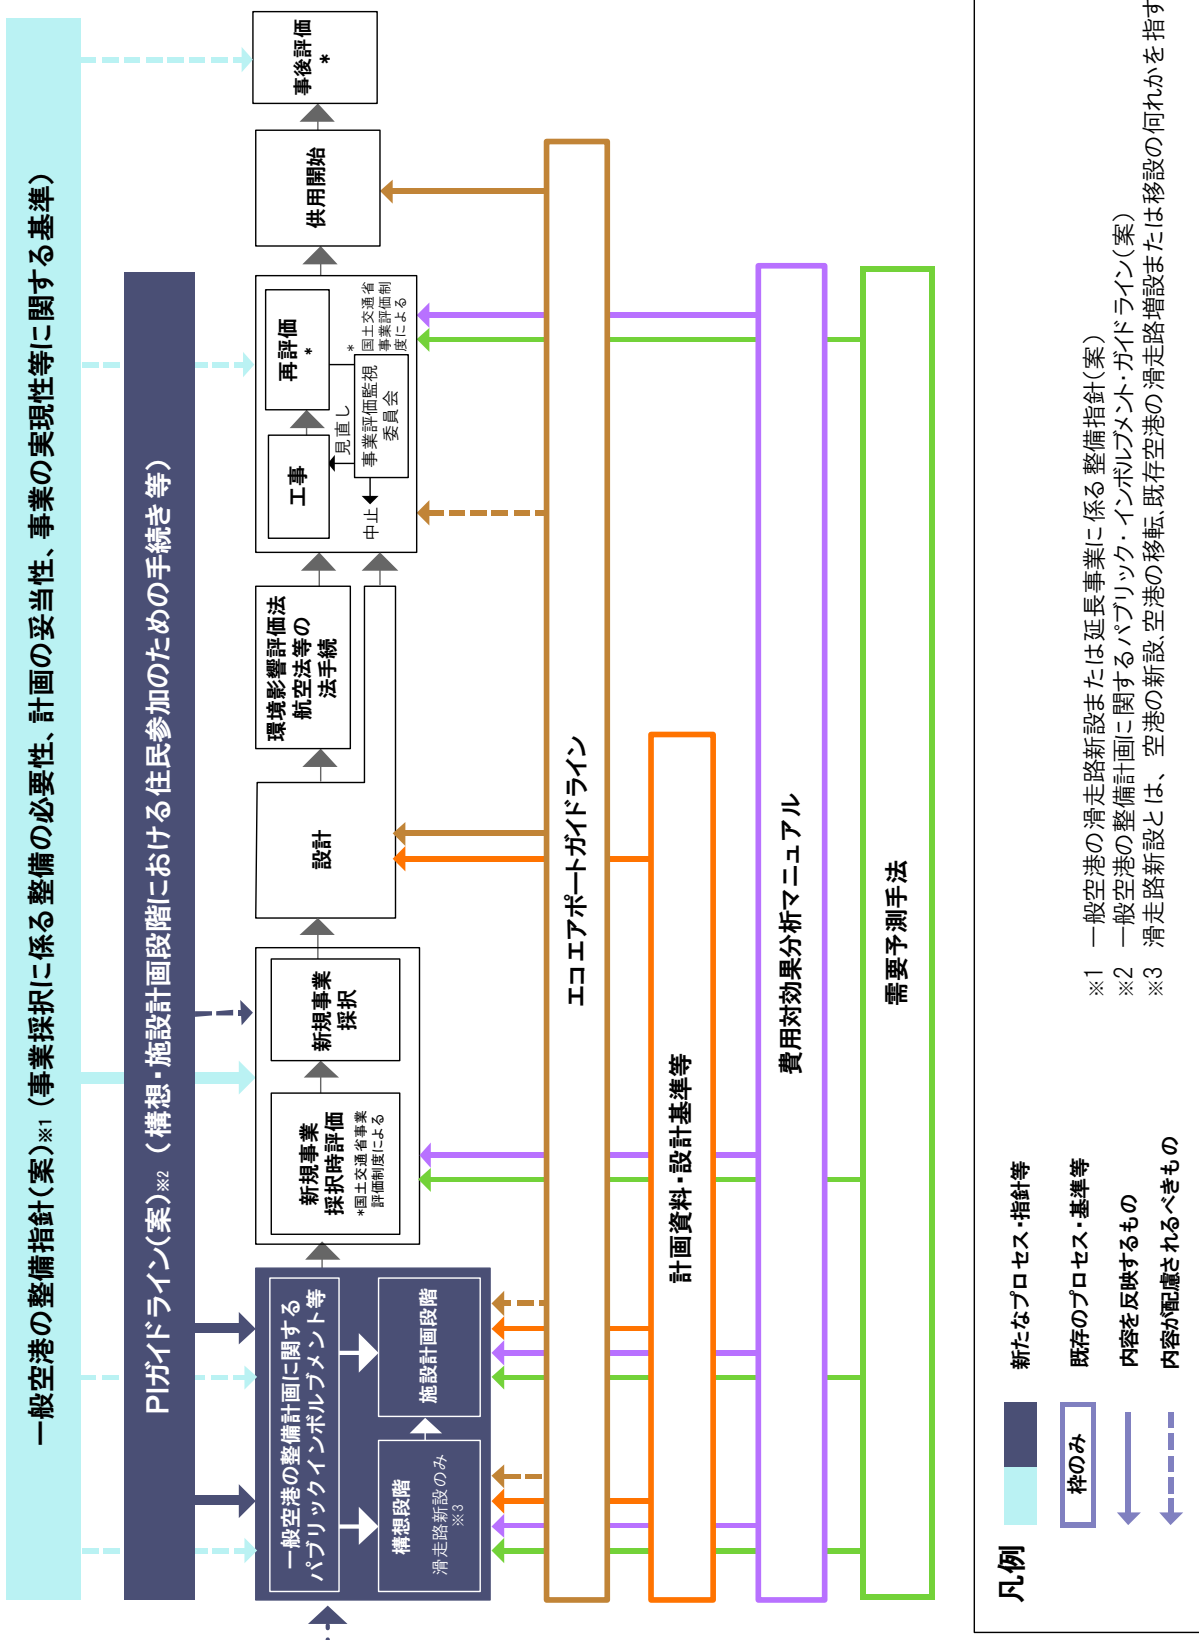 一般空港の整備指針(案)※1（事業採択に係る整備の必要性、計画の妥当性、事業の実現性等に関する基準）
PIガイドライン(案)※2（構想・施設計画段階における住民参加のための手続き等）
一般空港の整備計画に関する
パブリックインボルブメント等
構想段階
滑走路新設のみ
※3
施設計画段階
新規事業
採択時評価
*国土交通省事業
評価制度による
新規事業
採択
設計
環境影響評価法
航空法等の
法手続
工事
再評価
*
見直し
中止
事業評価監視
委員会
*
国土交通省
事業評価制
度による
供用開始
事後評価
*
エコエアポートガイドライン
計画資料・設計基準等
費用対効果分析マニュアル
需要予測手法
凡例
新たなプロセス・指針等
枠のみ
既存のプロセス・基準等
内容を反映するもの
内容が配慮されるべきもの
※1　一般空港の滑走路新設または延長事業に係る整備指針(案)
※2　一般空港の整備計画に関するパブリック・インボルブメント・ガイドライン(案)
※3　滑走路新設とは、空港の新設、空港の移転、既存空港の滑走路増設または移設の何れかを指す